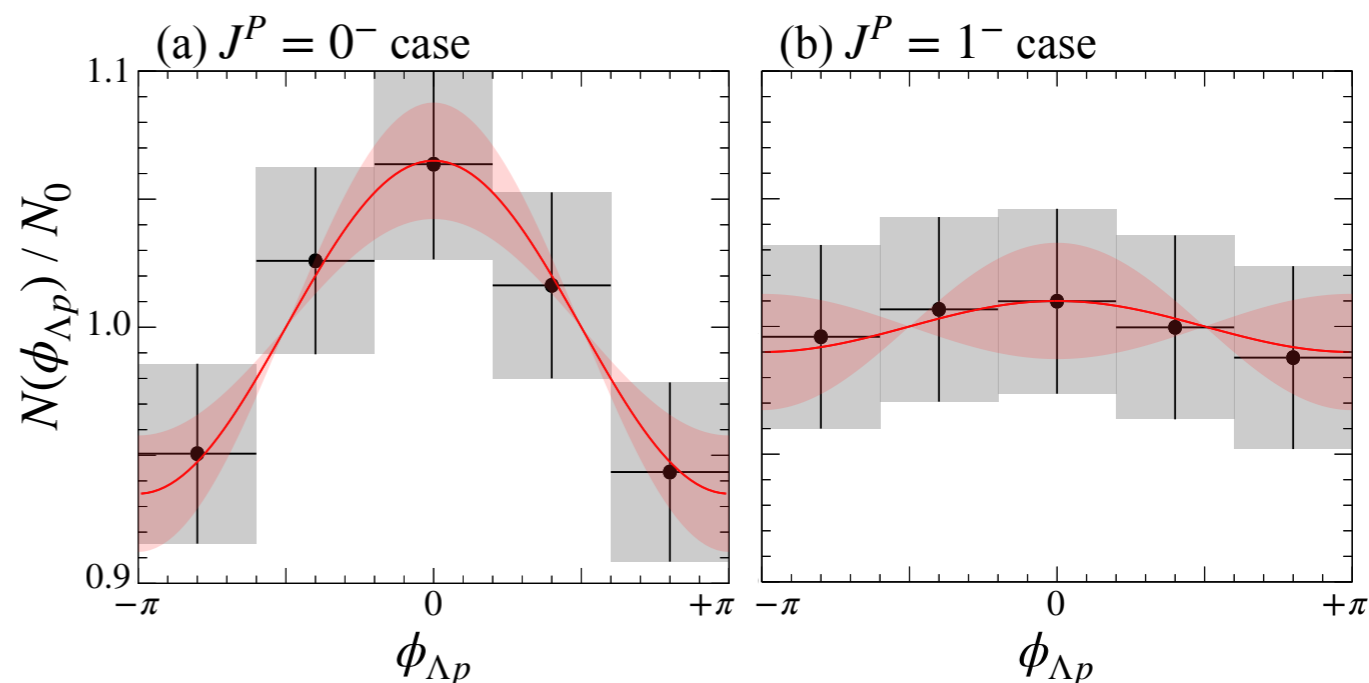 (a) J^P = 0^- case
(b) J^P = 1^- case
N(ϕ_Λp) / N_0
1.1
1.0
0.9
−π
0
+π
−π
0
+π
ϕ_Λp
ϕ_Λp